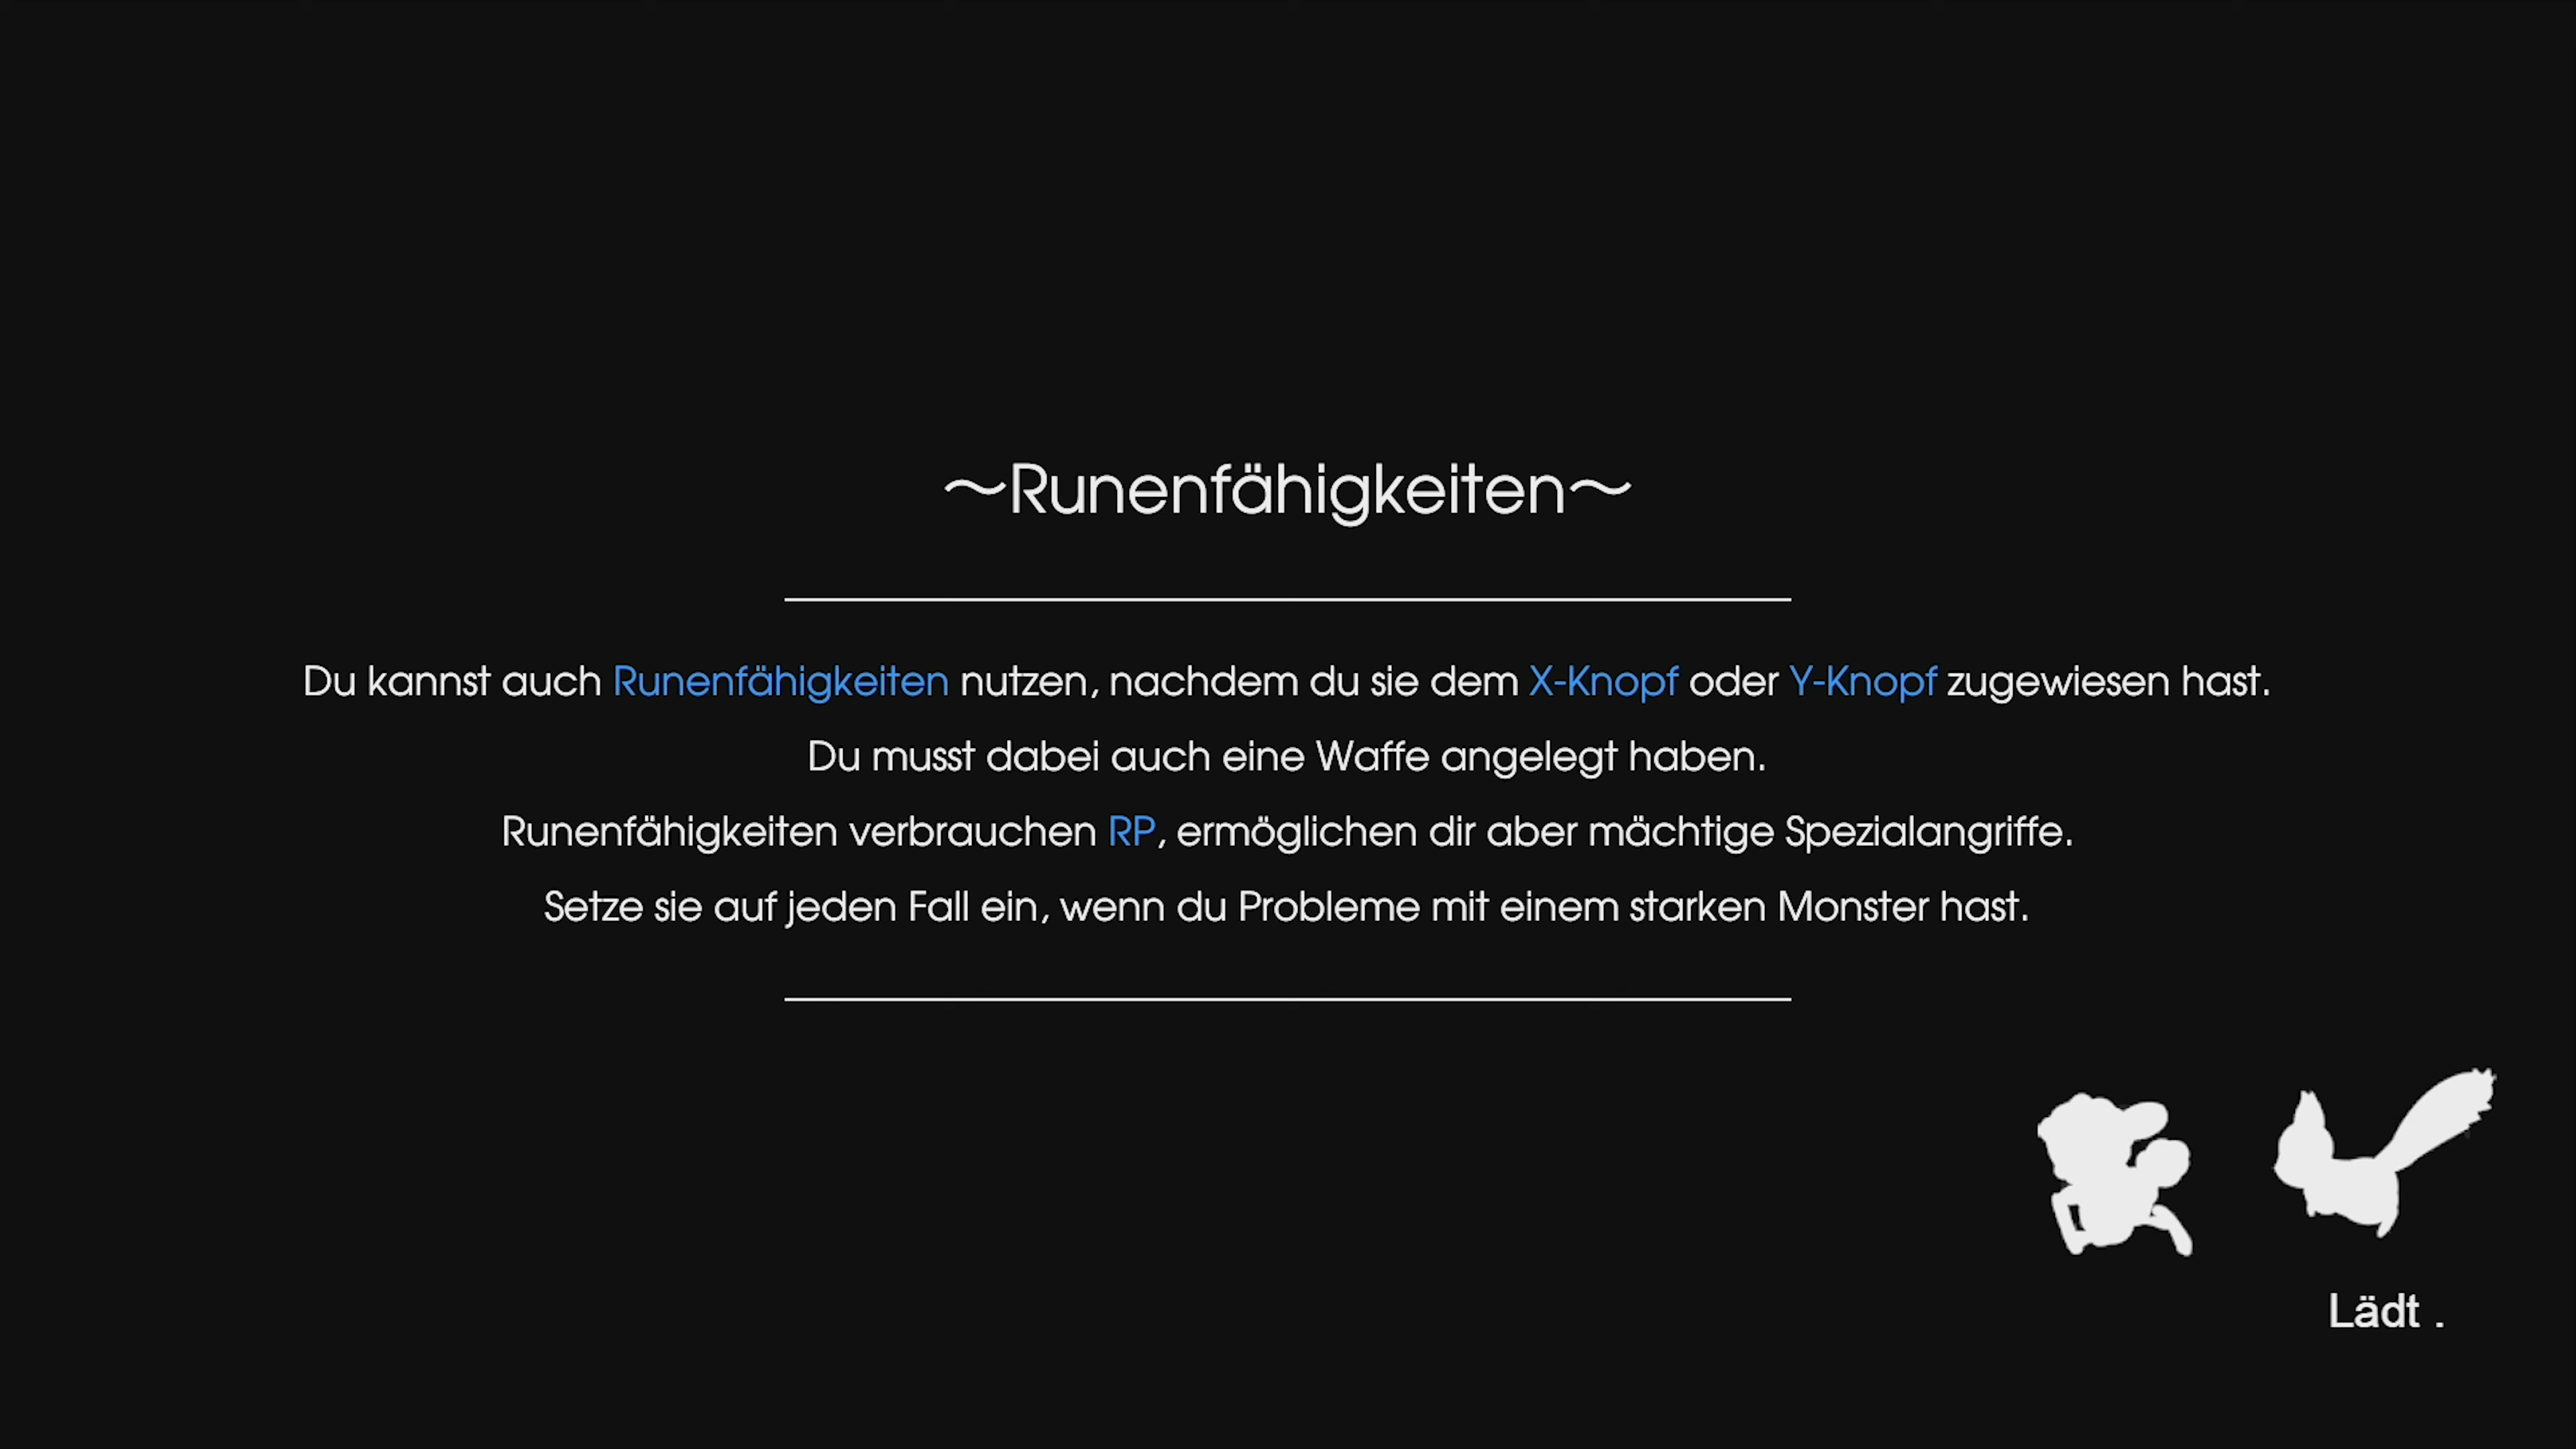 ～Runenfähigkeiten～
Du kannst auch Runenfähigkeiten nutzen, nachdem du sie dem X-Knopf oder Y-Knopf zugewiesen hast.
Du musst dabei auch eine Waffe angelegt haben.
Runenfähigkeiten verbrauchen RP, ermöglichen dir aber mächtige Spezialangriffe.
Setze sie auf jeden Fall ein, wenn du Probleme mit einem starken Monster hast.
Lädt .